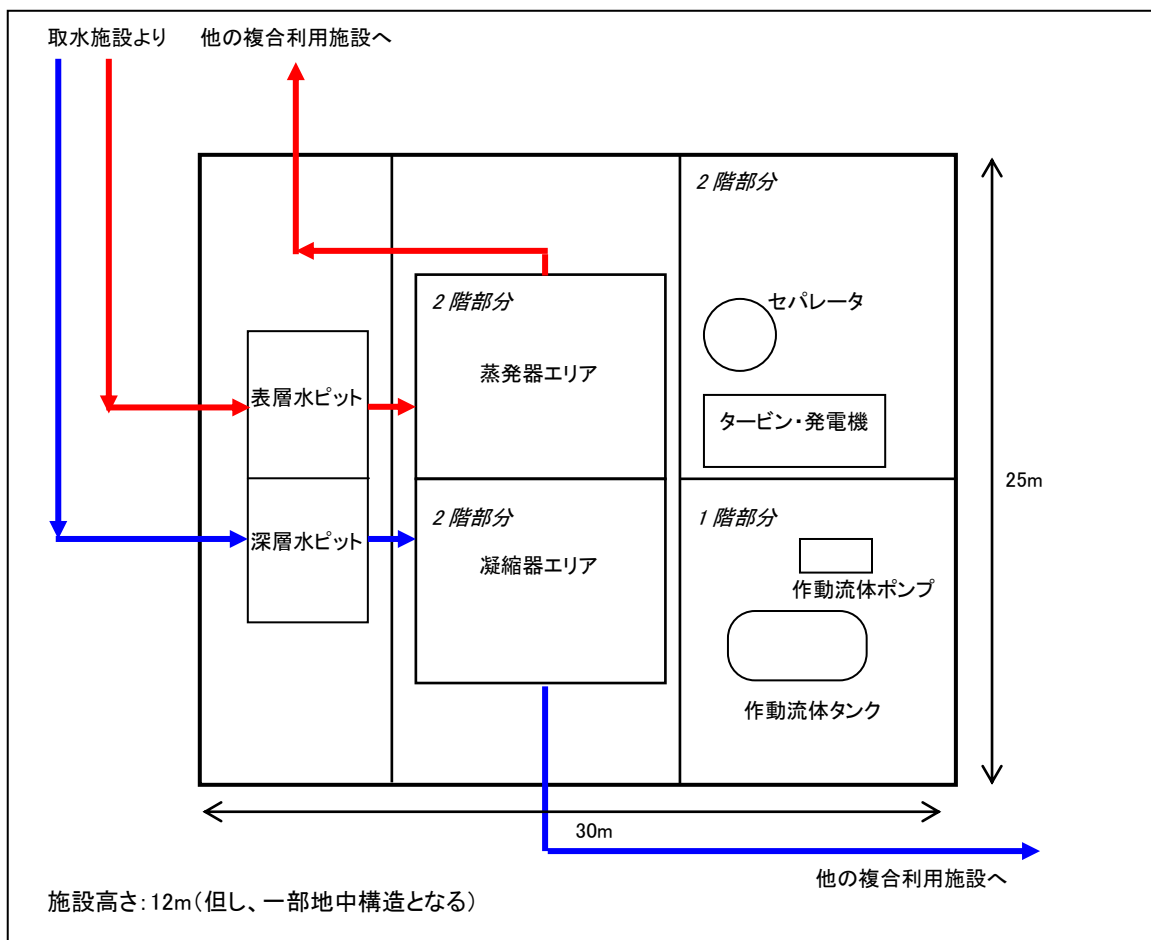 取水施設より
他の複合利用施設へ
2 階部分
セパレータ
2 階部分
蒸発器エリア
表層水ピット
タービン・発電機
25m
2 階部分
1 階部分
深層水ピット
凝縮器エリア
作動流体ポンプ
作動流体タンク
30m
他の複合利用施設へ
施設高さ：12m（但し、一部地中構造となる）